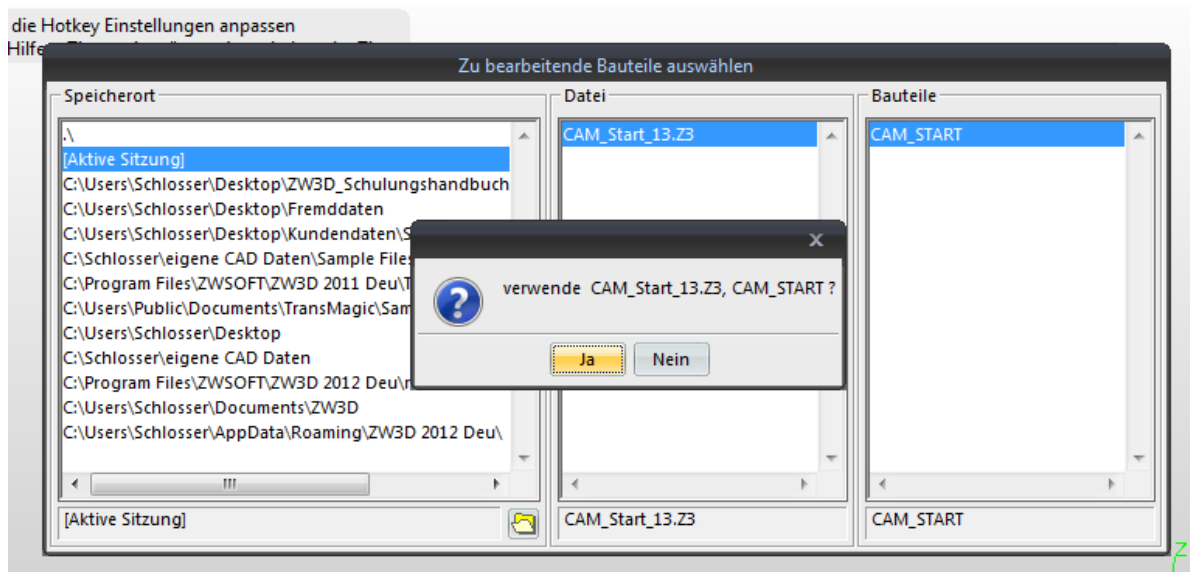 die Hotkey Einstellungen anpassen
Hilfe
Zu bearbeitende Bauteile auswählen
Speicherort
Datei
Bauteile
.\
[Aktive Sitzung]
C:\Users\Schlosser\Desktop\ZW3D_Schulungshandbuch
C:\Users\Schlosser\Desktop\Fremddaten
C:\Users\Schlosser\Desktop\Kundendaten\S
C:\Schlosser\eigene CAD Daten\Sample Files
C:\Program Files\ZWSOFT\ZW3D 2011 Deu\T
C:\Users\Public\Documents\TransMagic\Sam
C:\Users\Schlosser\Desktop
C:\Schlosser\eigene CAD Daten
C:\Program Files\ZWSOFT\ZW3D 2012 Deu\
C:\Users\Schlosser\Documents\ZW3D
C:\Users\Schlosser\AppData\Roaming\ZW3D 2012 Deu\
[Aktive Sitzung]
CAM_Start_13.Z3
CAM_Start_13.Z3
CAM_START
CAM_START
x
verwende CAM_Start_13.Z3, CAM_START ?
Ja
Nein
Z